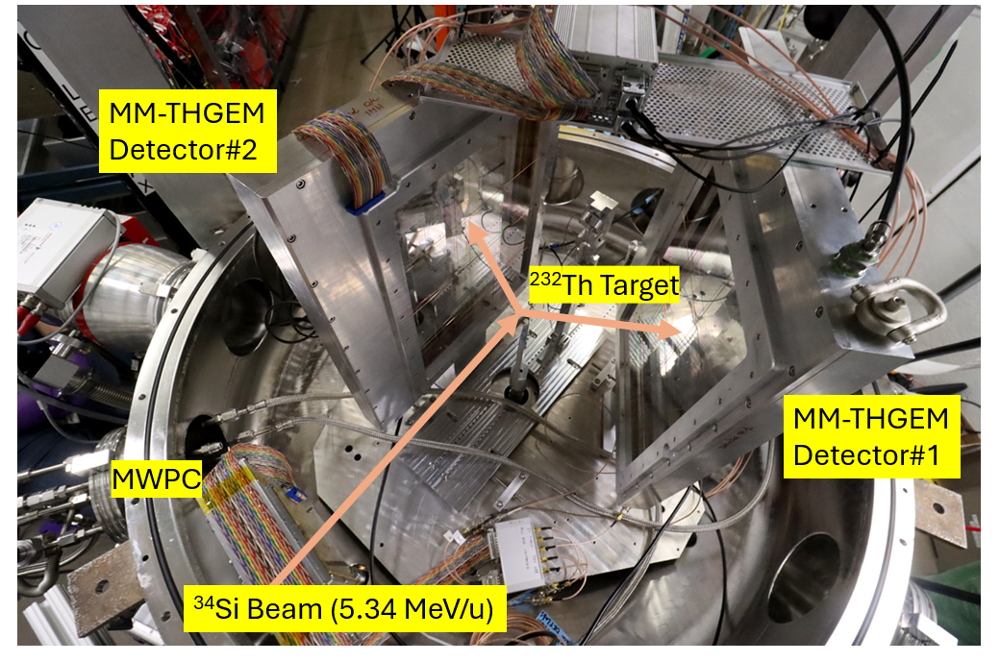 MM-THGEM
Detector#2
²³²Th Target
MM-THGEM
Detector#1
MWPC
³⁴Si Beam (5.34 MeV/u)